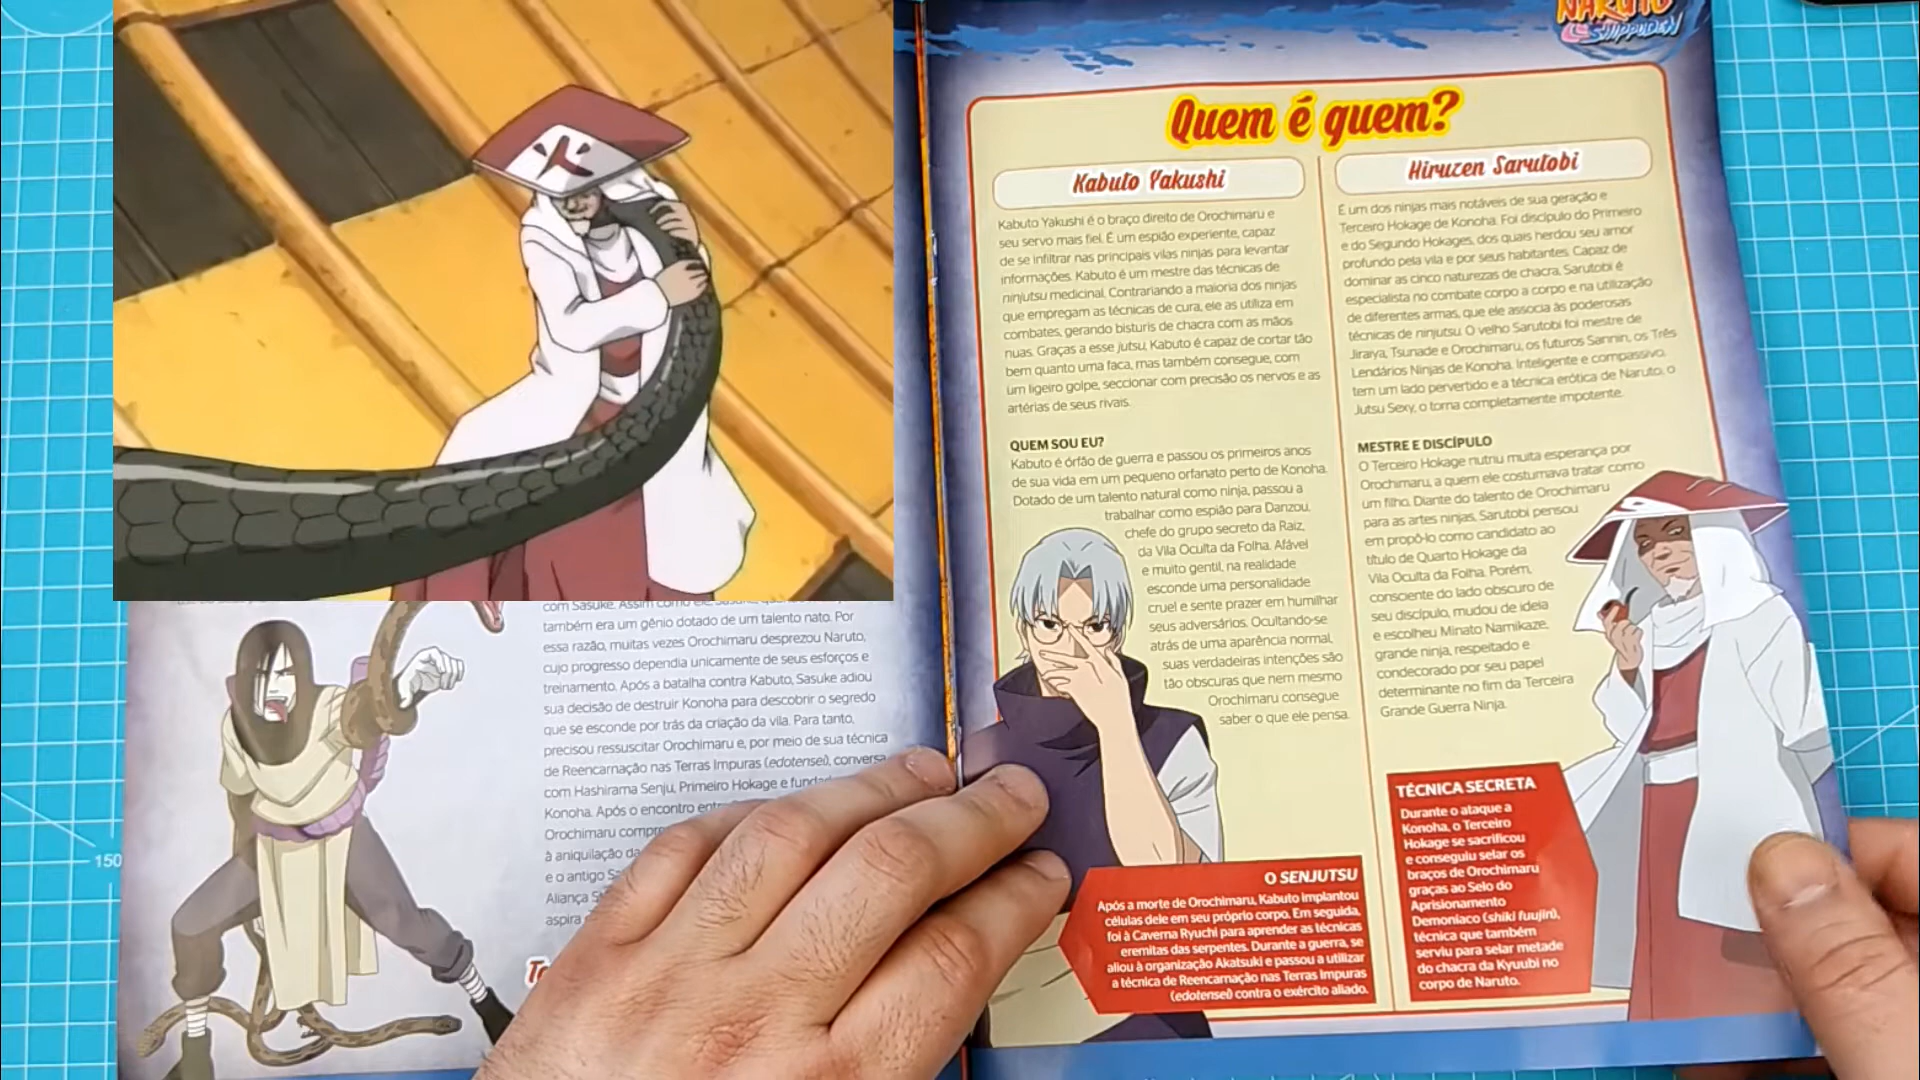 150
com Sasuke. Assim como ele,
também era um gênio dotado de um talento nato. Por
essa razão, muitas vezes Orochimaru desprezou Naruto,
cujo progresso dependia unicamente de seus esforços e
treinamento. Após a batalha contra Kabuto, Sasuke adiou
sua decisão de destruir Konoha para descobrir o segredo
que se esconde por trás da criação da vila. Para tanto,
precisou ressuscitar Orochimaru e, por meio de sua técnica
de Reencarnação nas Terras Impuras (edotensei), conversa
com Hashirama Senju, Primeiro Hokage e
Konoha. Após o encontro
Orochimaru
à aniquilação da
e o antigo
Aliança
aspira
NARUTO
SHIPPUDEN
Quem é quem?
Kabuto Yakushi
Kabuto Yakushi é o braço direito de Orochimaru e
seu servo mais fiel. É um espião experiente, capaz
de se infiltrar nas principais vilas ninjas para levantar
informações. Kabuto é um mestre das técnicas de
ninjutsu medicinal. Contrariando a maioria dos ninjas
que empregam as técnicas de cura, ele as utiliza em
combates, gerando bisturis de chacra com as mãos
nuas. Graças a esse jutsu, Kabuto é capaz de cortar tão
bem quanto uma faca, mas também consegue, com
um ligeiro golpe, seccionar com precisão os nervos e as
artérias de seus rivais.
QUEM SOU EU?
Kabuto é órfão de guerra e passou os primeiros anos
de sua vida em um pequeno orfanato perto de Konoha.
Dotado de um talento natural como ninja, passou a
trabalhar como espião para Danzou,
chefe do grupo secreto da Raiz,
da Vila Oculta da Folha. Afável
e muito gentil, na realidade
esconde uma personalidade
cruel e sente prazer em humilhar
seus adversários. Ocultando-se
atrás de uma aparência normal,
suas verdadeiras intenções são
tão obscuras que nem mesmo
Orochimaru consegue
saber o que ele pensa.
O SENJUTSU
Após a morte de Orochimaru, Kabuto implantou
células dele em seu próprio corpo. Em seguida,
foi à Caverna Ryuchi para aprender as técnicas
eremitas das serpentes. Durante a guerra, se
aliou à organização Akatsuki e passou a utilizar
a técnica de Reencarnação nas Terras Impuras
(edotensei) contra o exército aliado.
Hiruzen Sarutobi
É um dos ninjas mais notáveis de sua geração e
Terceiro Hokage de Konoha. Foi discípulo do Primeiro
e do Segundo Hokages, dos quais herdou seu amor
profundo pela vila e por seus habitantes. Capaz de
dominar as cinco naturezas de chacra, Sarutobi é
especialista no combate corpo a corpo e na utilização
de diferentes armas, que ele associa às poderosas
técnicas de ninjutsu. O velho Sarutobi foi mestre de
Jiraiya, Tsunade e Orochimaru, os futuros Sannin, os Três
Lendários Ninjas de Konoha. Inteligente e compassivo,
tem um lado pervertido e a técnica erótica de Naruto, o
Jutsu Sexy, o torna completamente impotente.
MESTRE E DISCÍPULO
O Terceiro Hokage nutriu muita esperança por
Orochimaru, a quem ele costumava tratar como
um filho. Diante do talento de Orochimaru
para as artes ninjas, Sarutobi pensou
em propô-lo como candidato ao
título de Quarto Hokage da
Vila Oculta da Folha. Porém,
consciente do lado obscuro de
seu discípulo, mudou de ideia
e escolheu Minato Namikaze,
grande ninja, respeitado e
condecorado por seu papel
determinante no fim da Terceira
Grande Guerra Ninja.
TÉCNICA SECRETA
Durante o ataque a
Konoha, o Terceiro
Hokage se sacrificou
e conseguiu selar os
braços de Orochimaru
graças ao Selo do
Aprisionamento
Demoníaco (shiki fuujin),
técnica que também
serviu para selar metade
do chacra da Kyuubi no
corpo de Naruto.
火